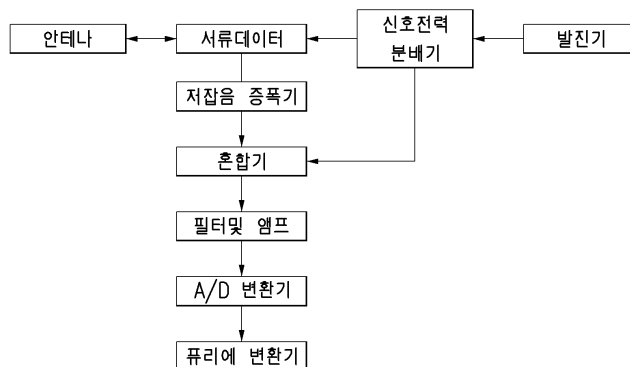 안테나
서류데이터
신호전력
분배기
발진기
저잡음 증폭기
혼합기
필터및 앰프
A/D 변환기
퓨리에 변환기